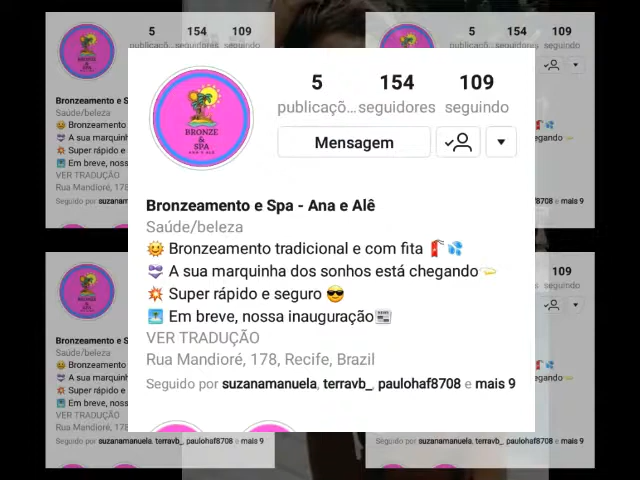 5 154 109
publicaçõ... seguidores seguindo
Mensagem
BRONZE
&
SPA
ANA E ALÊ
Bronzeamento e Spa - Ana e Alê
Saúde/beleza
🌞 Bronzeamento tradicional e com fita 🧯💦
💝 A sua marquinha dos sonhos está chegando
💥 Super rápido e seguro 😎
🏝️ Em breve, nossa inauguração📰
VER TRADUÇÃO
Rua Mandioré, 178, Recife, Brazil
Seguido por suzanamanuela, terravb_, paulohaf8708 e mais 9